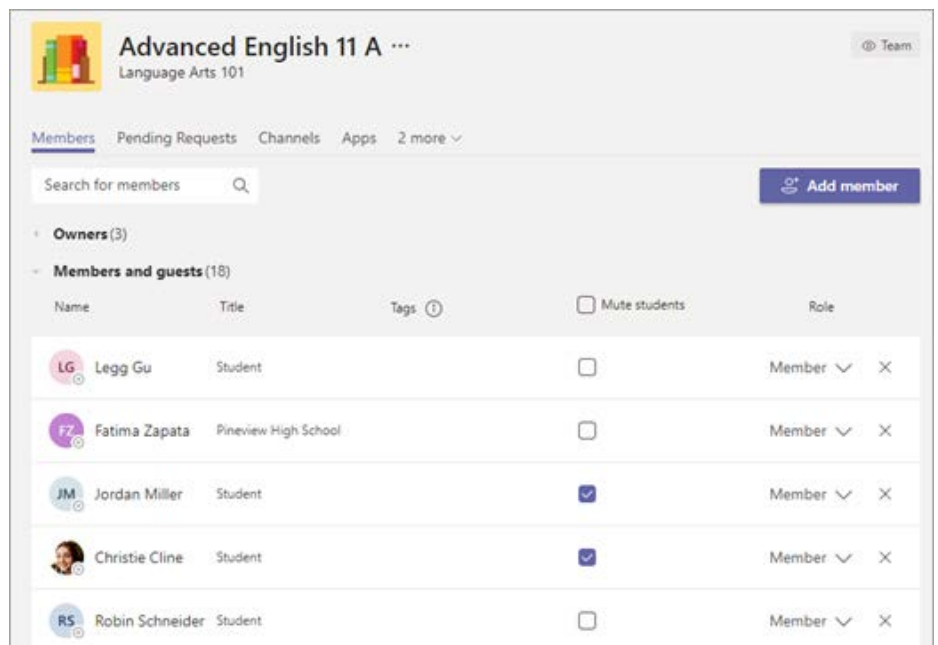 Advanced English 11 A ...
Language Arts 101
Team
Members Pending Requests Channels Apps 2 more
Search for members
Add member
Owners (3)
Members and guests (18)
Name Title Tags Mute students Role
LG Legg Gu Student Member
FZ Fatima Zapata Pineview High School Member
JM Jordan Miller Student Member
Christie Cline Student Member
RS Robin Schneider Student Member